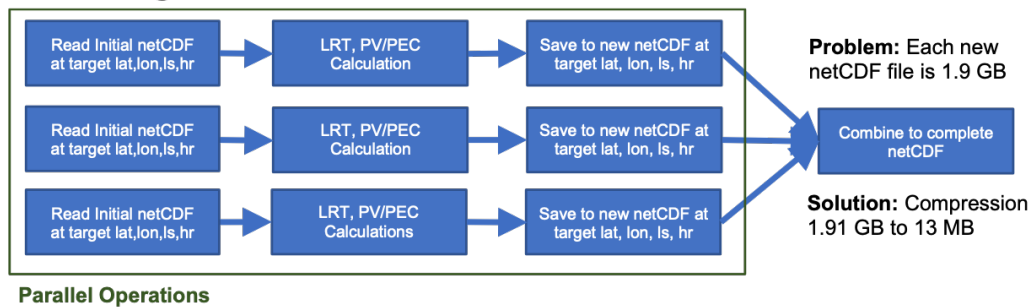 Read Initial netCDF
at target lat,lon,ls,hr
LRT, PV/PEC
Calculation
Save to new netCDF at
target lat, lon, ls, hr
Read Initial netCDF
at target lat,lon,ls,hr
LRT, PV/PEC
Calculation
Save to new netCDF at
target lat, lon, ls, hr
Read Initial netCDF
at target lat,lon,ls,hr
LRT, PV/PEC
Calculations
Save to new netCDF at
target lat, lon, ls, hr
Problem: Each new
netCDF file is 1.9 GB
Combine to complete
netCDF
Solution: Compression
1.91 GB to 13 MB
Parallel Operations